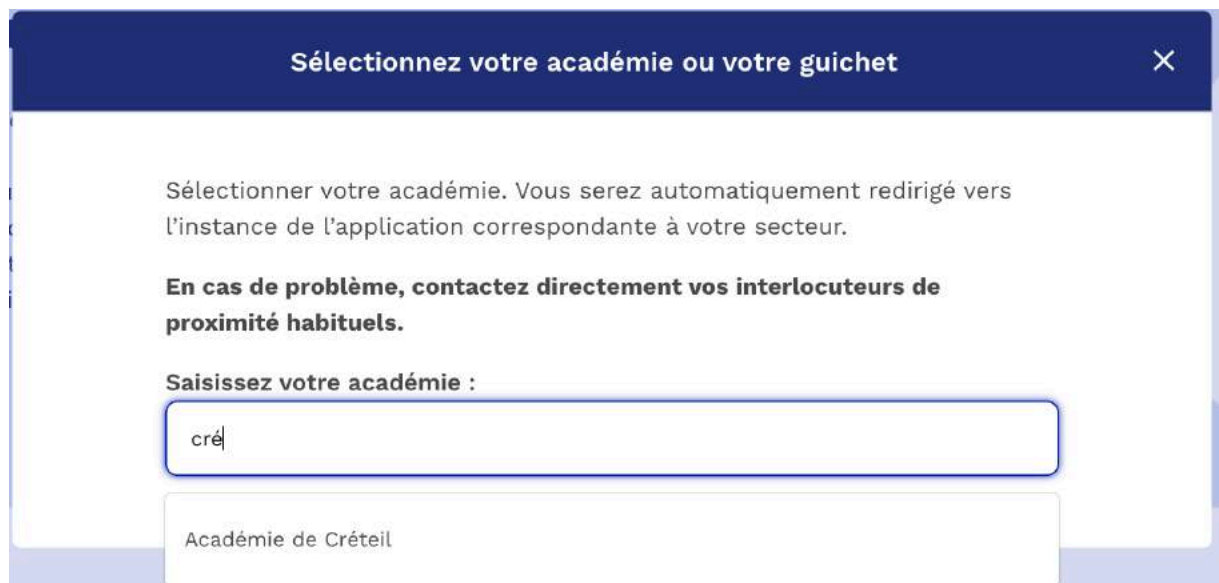 Sélectionnez votre académie ou votre guichet
Sélectionner votre académie. Vous serez automatiquement redirigé vers
l'instance de l'application correspondante à votre secteur.
En cas de problème, contactez directement vos interlocuteurs de
proximité habituels.
Saisissez votre académie :
cré
Académie de Créteil